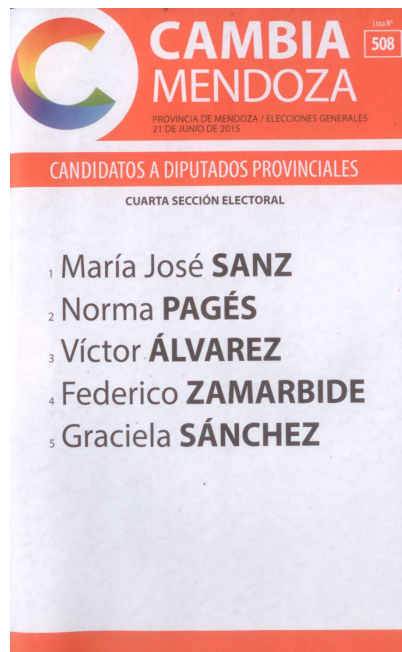 CAMBIA
MENDOZA
Lista Nº
508
PROVINCIA DE MENDOZA / ELECCIONES GENERALES
21 DE JUNIO DE 2015
CANDIDATOS A DIPUTADOS PROVINCIALES
CUARTA SECCIÓN ELECTORAL
1 María José SANZ
2 Norma PAGÉS
3 Víctor ÁLVAREZ
4 Federico ZAMARBIDE
5 Graciela SÁNCHEZ